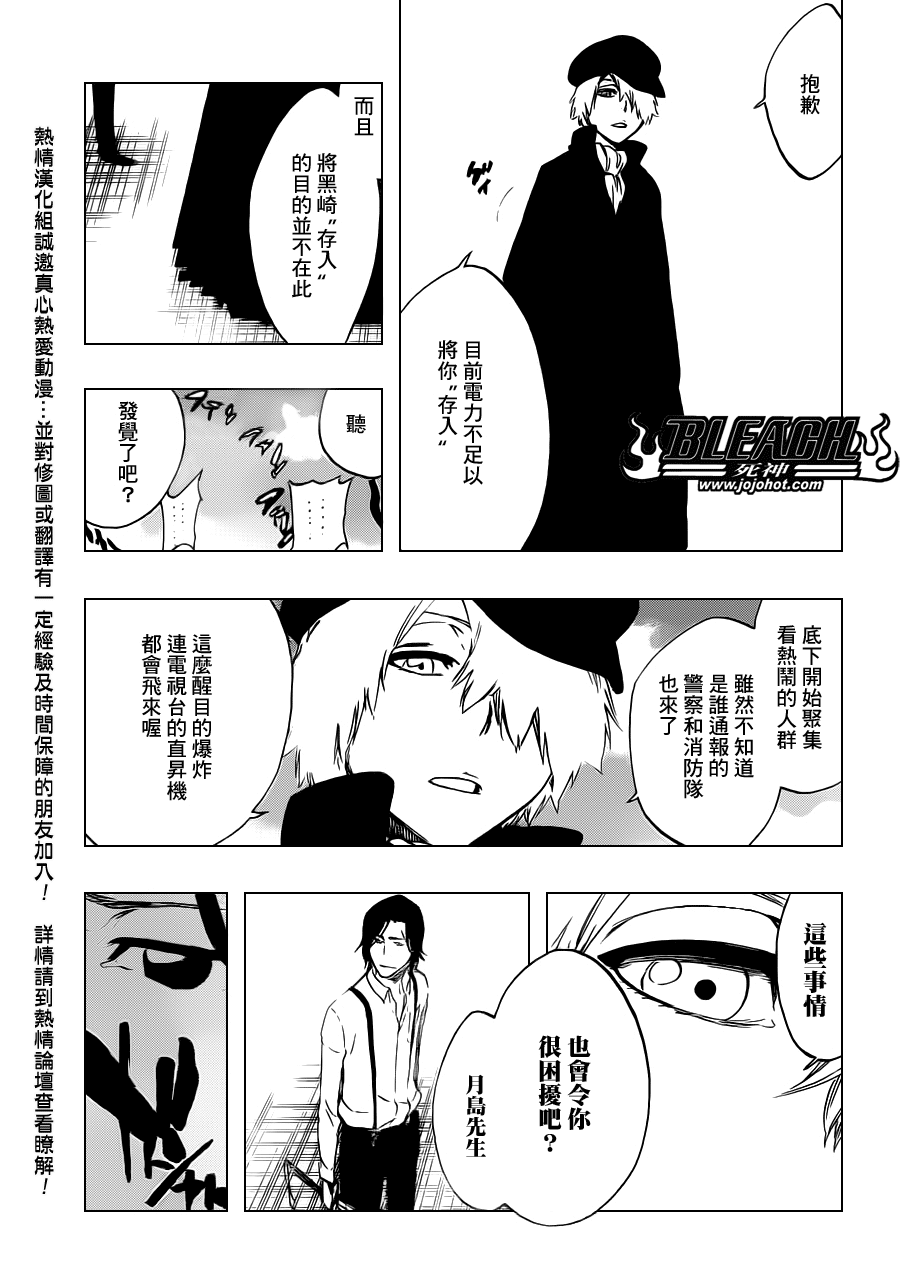 抱歉
ゲイ
目前電力不足以
將你〝存入〝
而且
將黑崎〝存入〝
的目的並不在此
聽
發覺了吧?
……
……
底下開始聚集
看熱鬧的人群
雖然不知道
是誰通報的
警察和消防隊
也來了
這麼醒目的爆炸
連電視台的直昇機
都會飛來喔
這些事情
也會令你
很困擾吧?
月島先生
BLEACH
死神
www.jojohot.com
熱情漢化組誠邀真心熱愛動漫…並對修圖或翻譯有一定經驗及時間保障的朋友加入! 詳情請到熱情論壇查看瞭解!